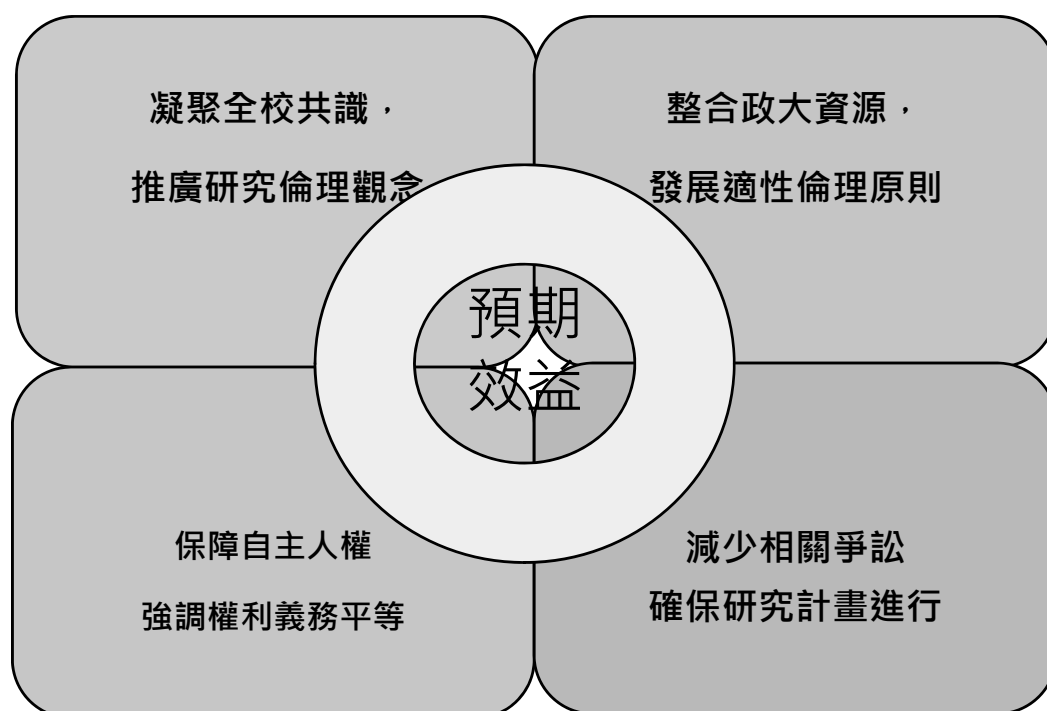 凝聚全校共識，
推廣研究倫理觀念
整合政大資源，
發展適性倫理原則
預期
效益
保障自主人權
強調權利義務平等
減少相關爭訟
確保研究計畫進行